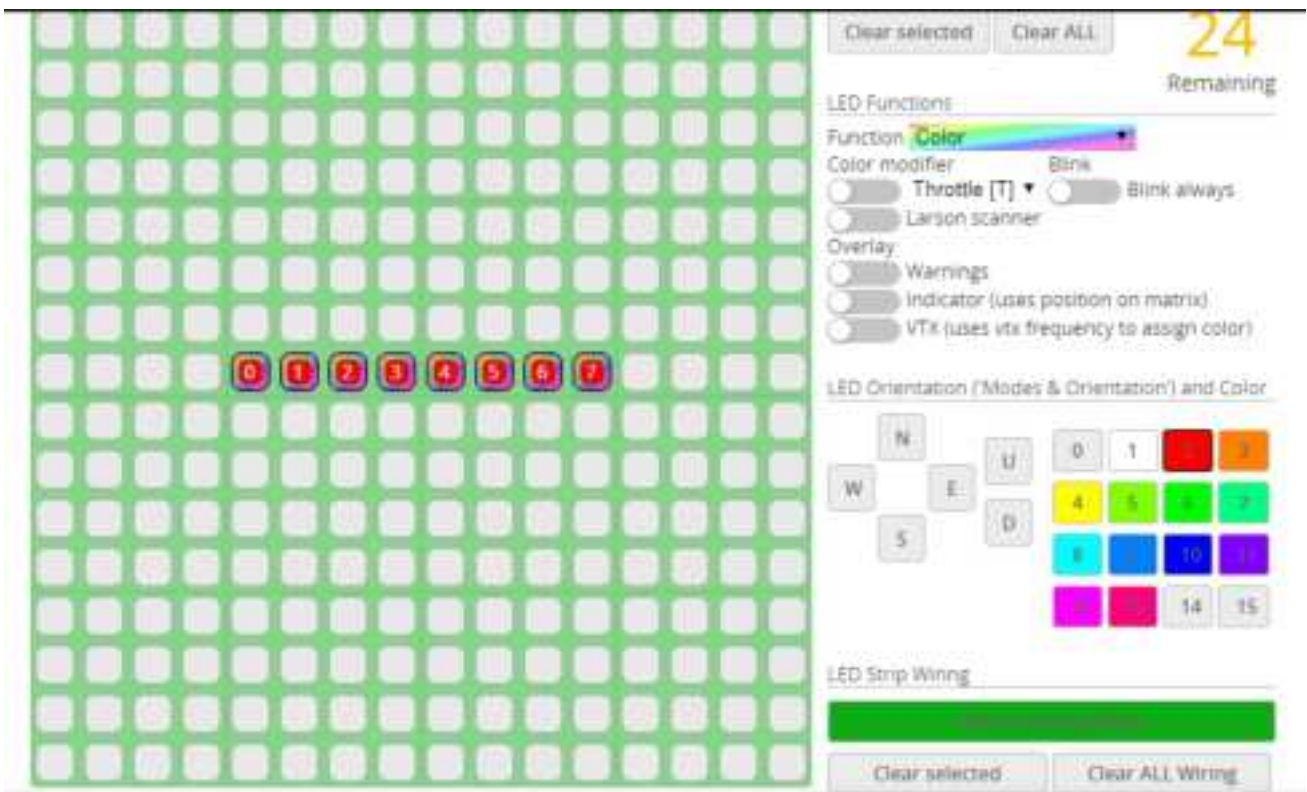 Clear selected Clear ALL
24
Remaining
LED Functions
Function Color
Color modifier Blink
Throttle [T] Blink always
Larson scanner
Overlay
Warnings
Indicator (uses position on matrix)
VTX (uses vtx frequency to assign color)
0 1 2 3 4 5 6 7
LED Orientation ('Modes & Orientation') and Color
N
W E
S
U
D
0 1 3
4 5 6 7
8 10 11
14 15
LED Strip Wiring
Clear selected Clear ALL Wiring